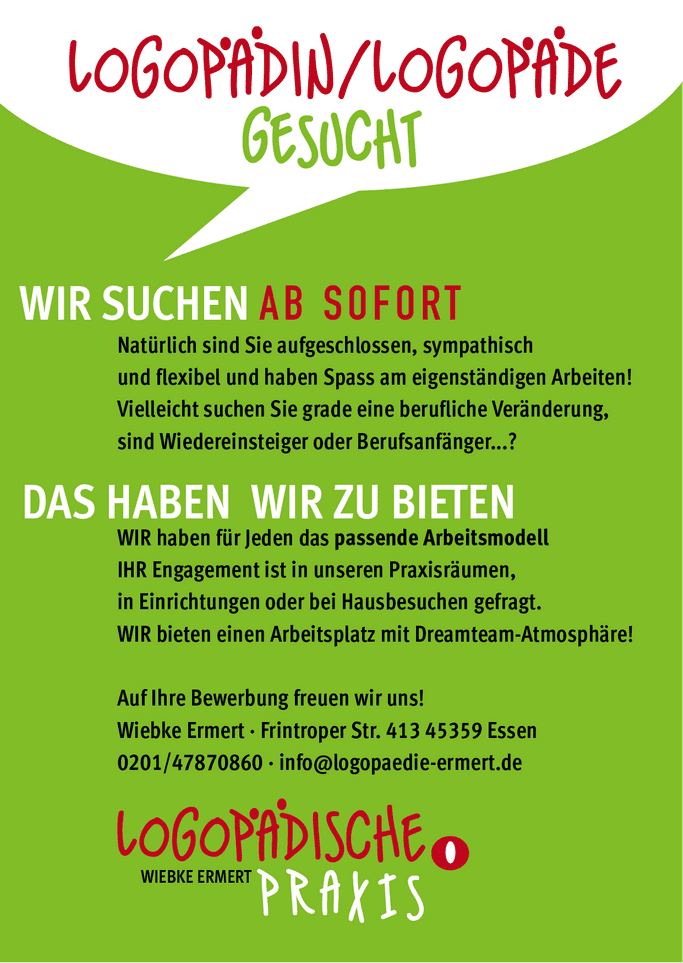 LOGOPÄDIN/LOGOPÄDE
GESUCHT
WIR SUCHEN AB SOFORT
Natürlich sind Sie aufgeschlossen, sympathisch
und flexibel und haben Spass am eigenständigen Arbeiten!
Vielleicht suchen Sie grade eine berufliche Veränderung,
sind Wiedereinsteiger oder Berufsanfänger...?
DAS HABEN WIR ZU BIETEN
WIR haben für Jeden das passende Arbeitsmodell
IHR Engagement ist in unseren Praxisräumen,
in Einrichtungen oder bei Hausbesuchen gefragt.
WIR bieten einen Arbeitsplatz mit Dreamteam-Atmosphäre!
Auf Ihre Bewerbung freuen wir uns!
Wiebke Ermert · Frintroper Str. 413 45359 Essen
0201/47870860 · info@logopaedie-ermert.de
LOGOPÄDISCHE
WIEBKE ERMERT PRAXIS